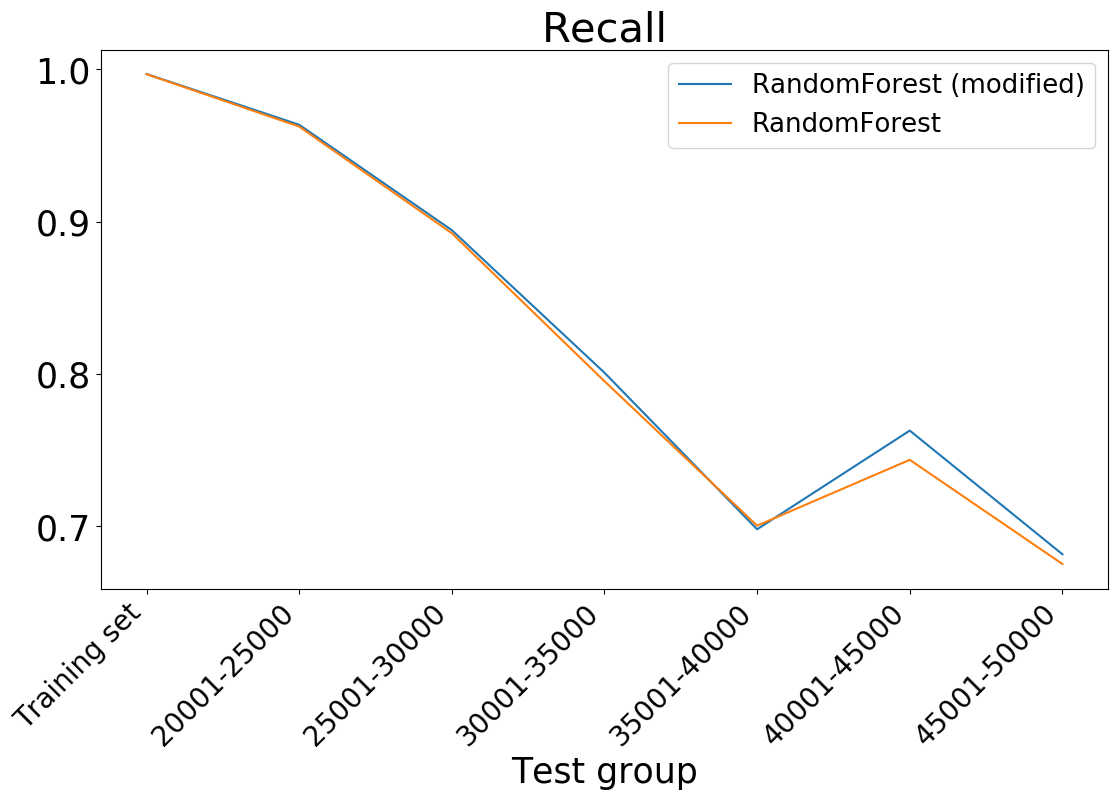 Recall
RandomForest (modified)
RandomForest
1.0
0.9
0.8
0.7
Training set
20001-25000
25001-30000
30001-35000
35001-40000
40001-45000
45001-50000
Test group